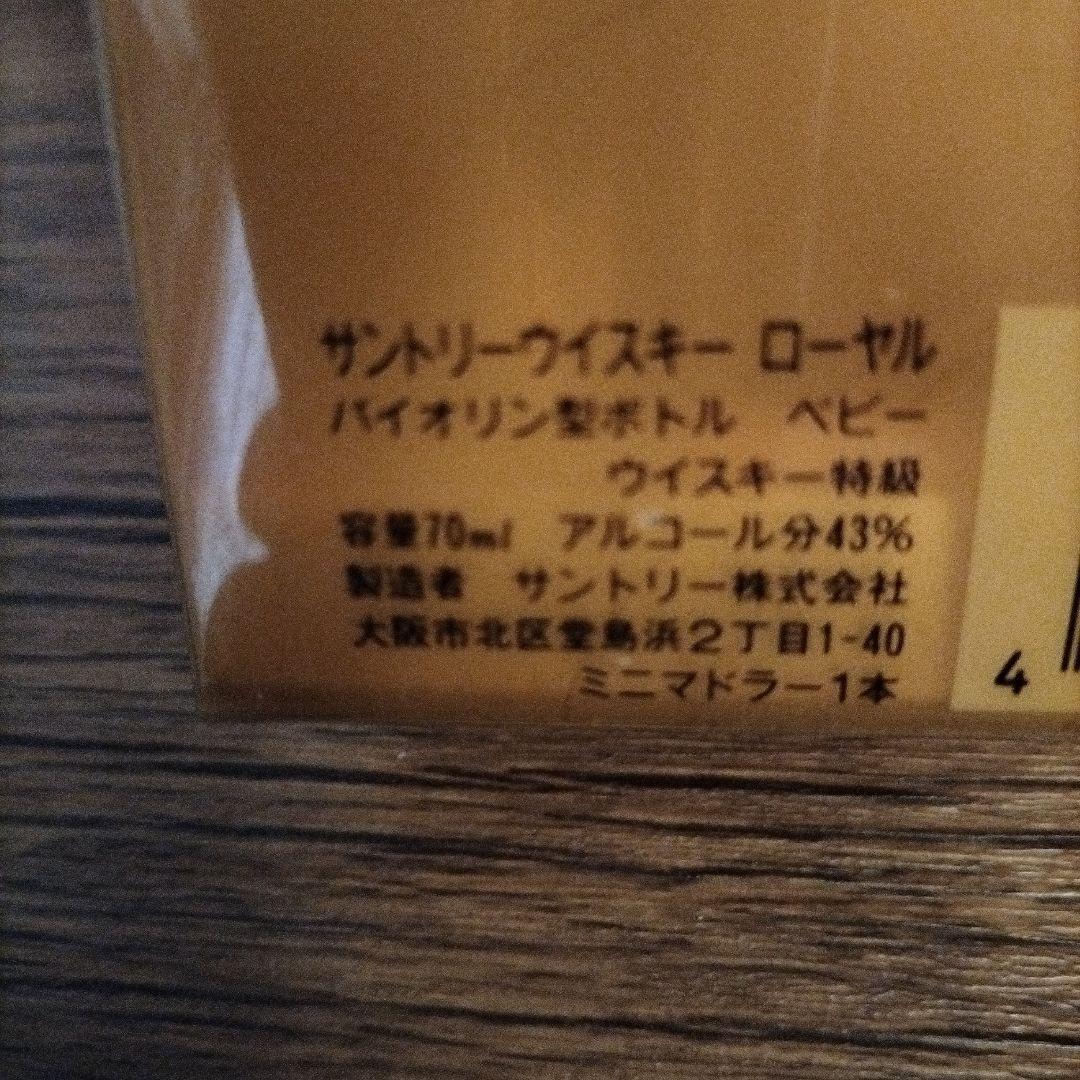 サントリーウイスキー ローヤル
バイオリン型ボトル　ベビー
ウイスキー特級
容量70ml　アルコール分43%
製造者　サントリー株式会社
大阪市北区堂島浜2丁目1-40
ミニマドラー1本
4